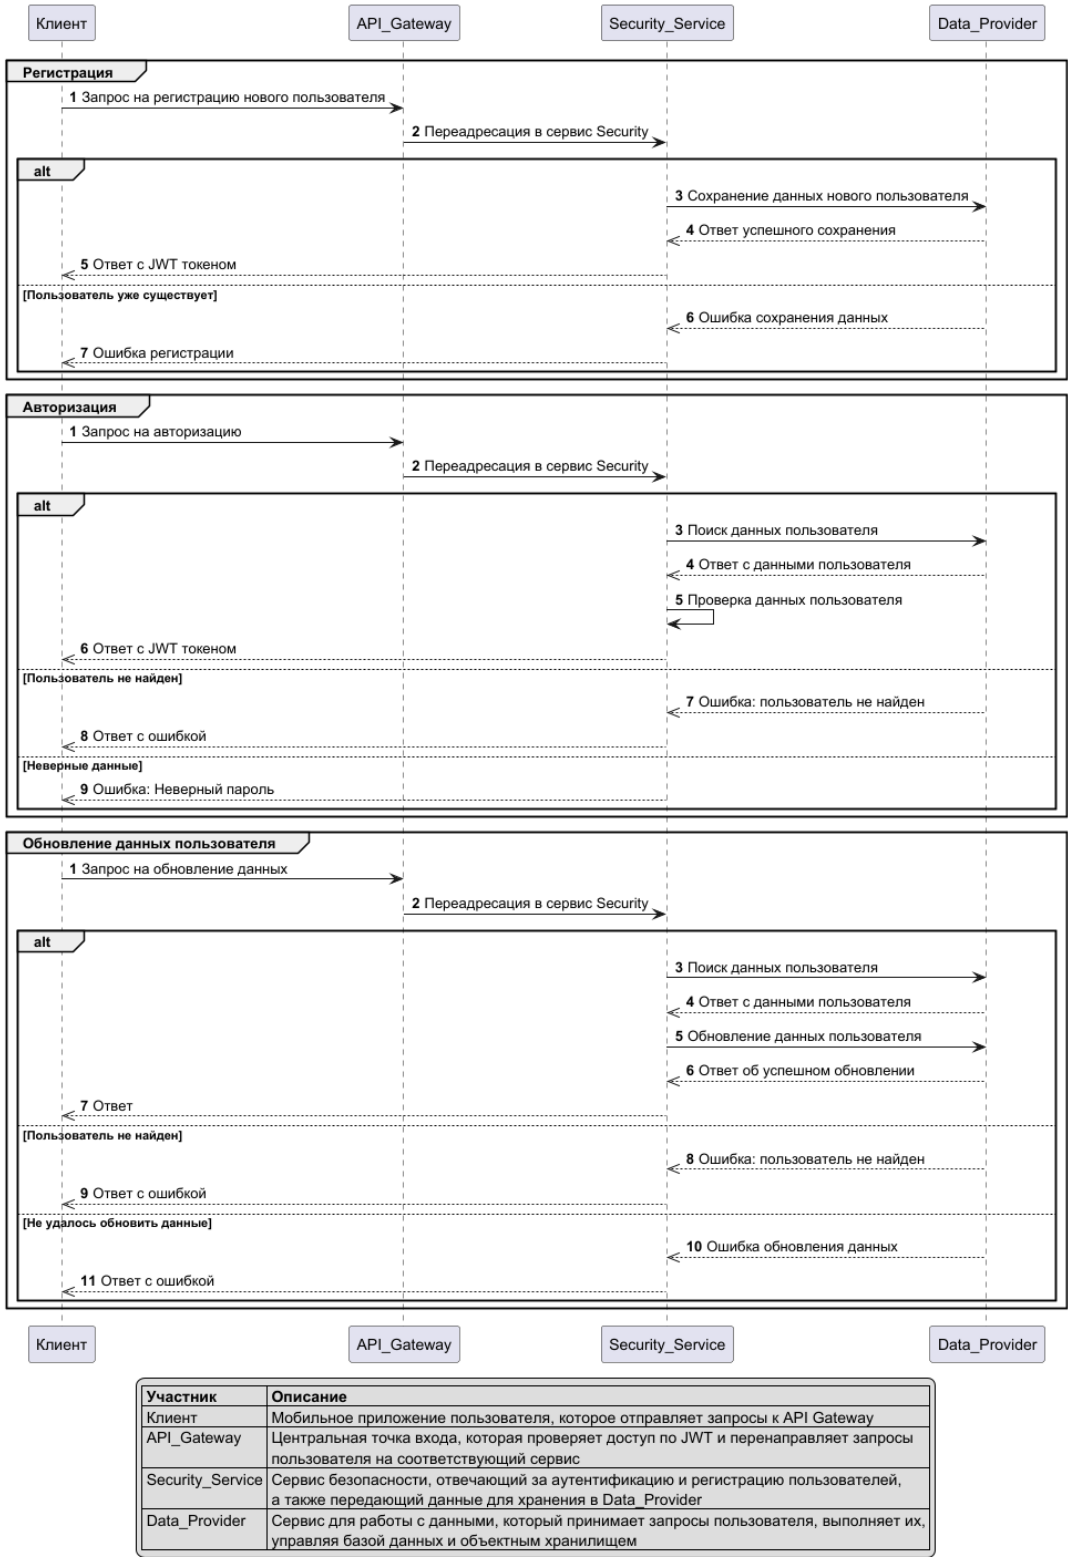 Клиент API_Gateway Security_Service Data_Provider
Регистрация
1 Запрос на регистрацию нового пользователя
2 Переадресация в сервис Security
alt
3 Сохранение данных нового пользователя
4 Ответ успешного сохранения
5 Ответ с JWT токеном
[Пользователь уже существует]
6 Ошибка сохранения данных
7 Ошибка регистрации
Авторизация
1 Запрос на авторизацию
2 Переадресация в сервис Security
alt
3 Поиск данных пользователя
4 Ответ с данными пользователя
5 Проверка данных пользователя
6 Ответ с JWT токеном
[Пользователь не найден]
7 Ошибка: пользователь не найден
8 Ответ с ошибкой
[Неверные данные]
9 Ошибка: Неверный пароль
Обновление данных пользователя
1 Запрос на обновление данных
2 Переадресация в сервис Security
alt
3 Поиск данных пользователя
4 Ответ с данными пользователя
5 Обновление данных пользователя
6 Ответ об успешном обновлении
7 Ответ
[Пользователь не найден]
8 Ошибка: пользователь не найден
9 Ответ с ошибкой
[Не удалось обновить данные]
10 Ошибка обновления данных
11 Ответ с ошибкой
Клиент API_Gateway Security_Service Data_Provider
Участник Описание
Клиент Мобильное приложение пользователя, которое отправляет запросы к API Gateway
API_Gateway Центральная точка входа, которая проверяет доступ по JWT и перенаправляет запросы
пользователя на соответствующий сервис
Security_Service Сервис безопасности, отвечающий за аутентификацию и регистрацию пользователей,
а также передающий данные для хранения в Data_Provider
Data_Provider Сервис для работы с данными, который принимает запросы пользователя, выполняет их,
управляя базой данных и объектным хранилищем